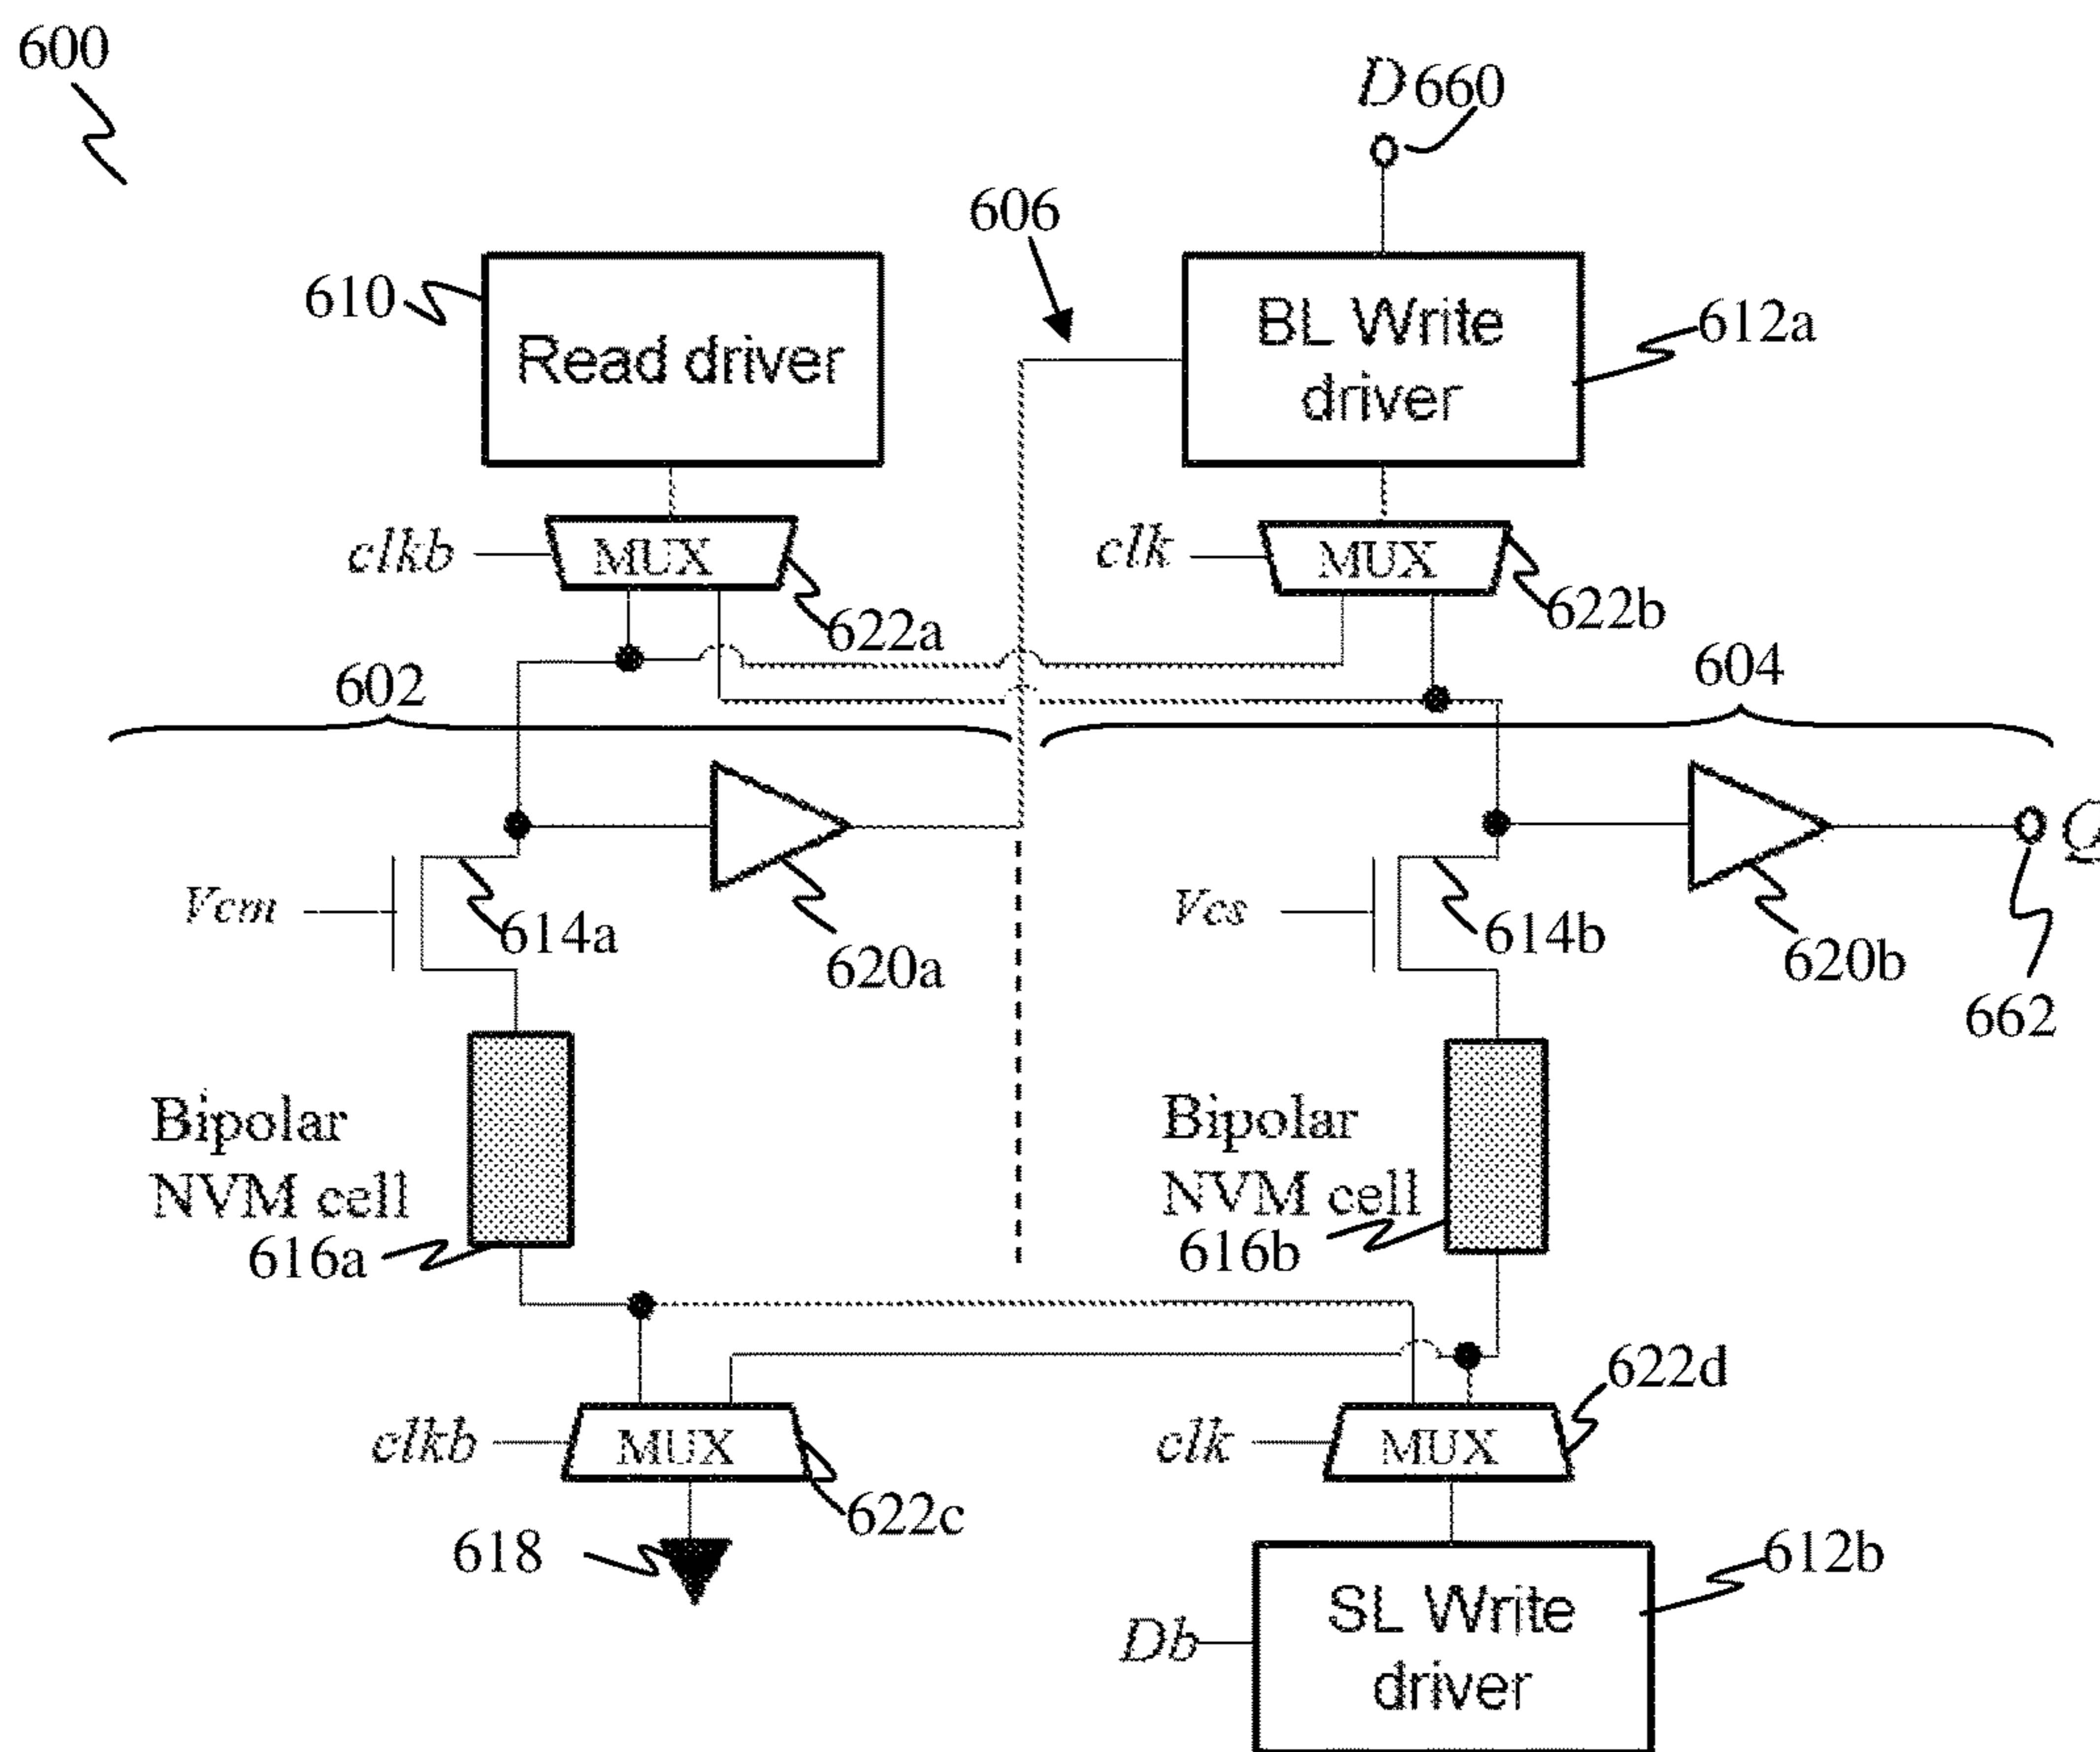 600
D 660
606
610
Read driver
BL Write
driver
612a
clkb
MUX
622a
clk
MUX
622b
602
604
Vcm
614a
620a
Vcs
614b
620b
Q
662
Bipolar
NVM cell
616a
Bipolar
NVM cell
616b
clkb
MUX
622c
clk
MUX
622d
618
Db
SL Write
driver
612b